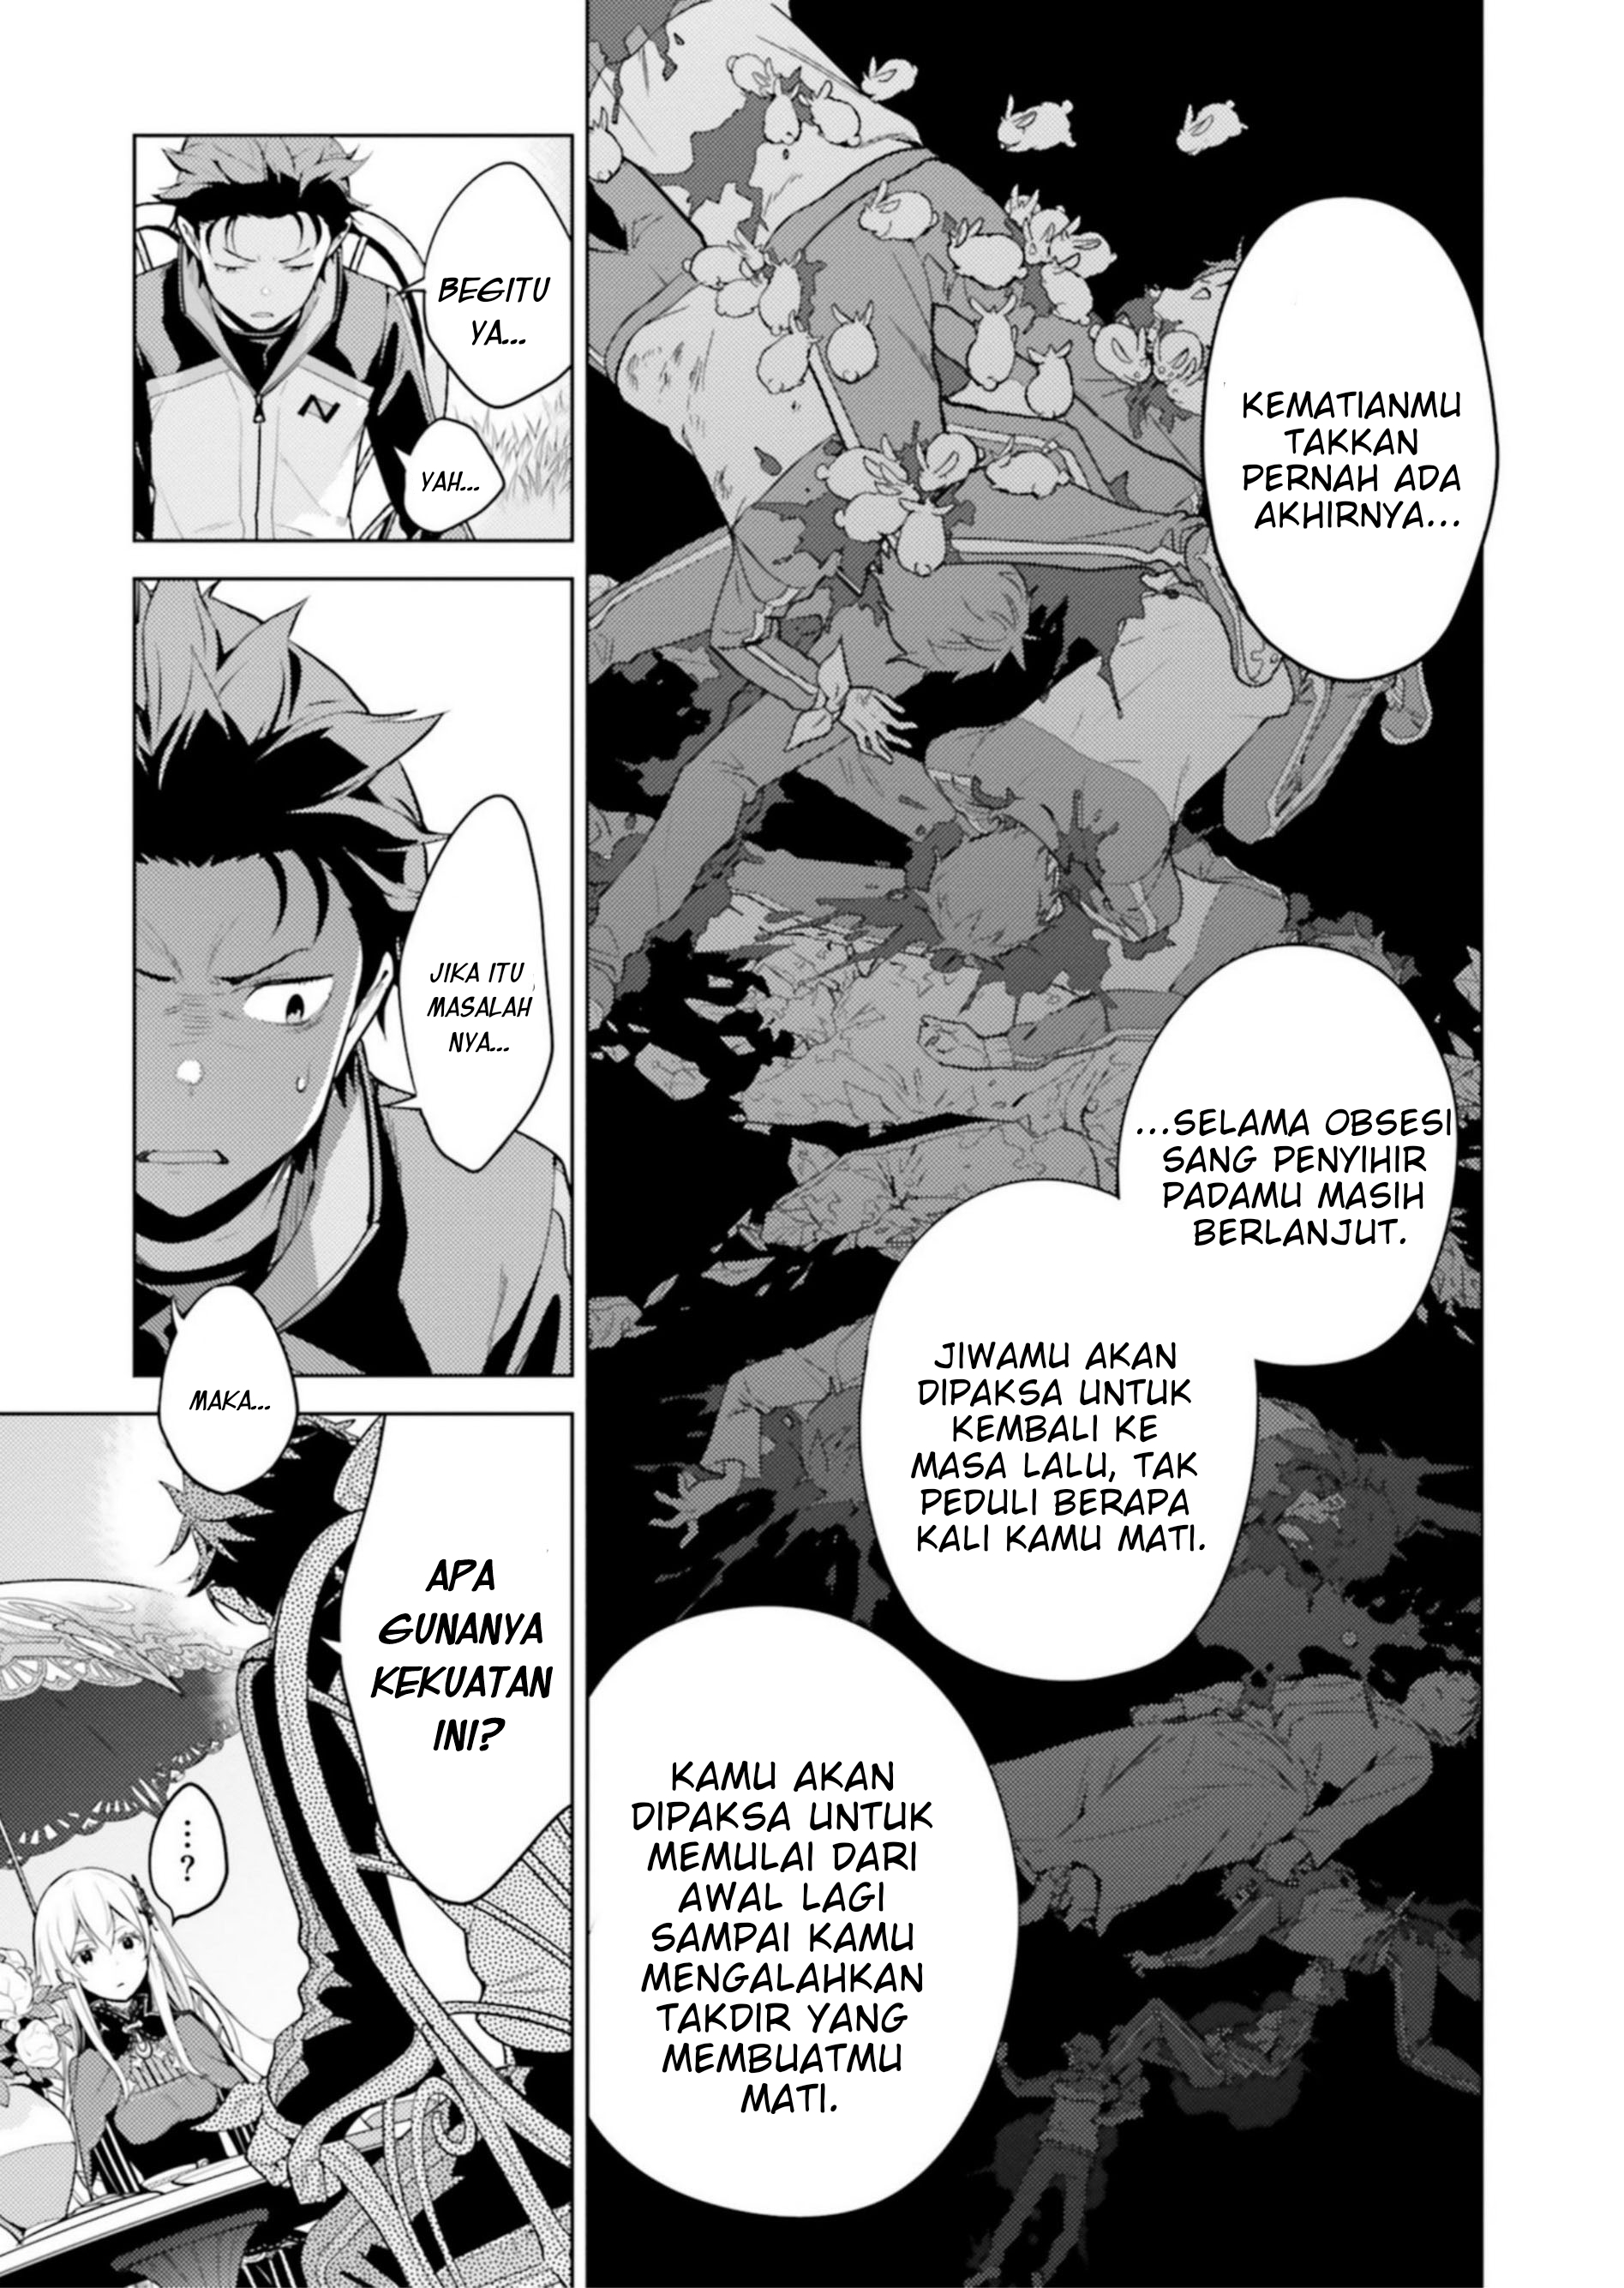 KEMATIANMU
TAKKAN
PERNAH ADA
AKHIRNYA...
...SELAMA OBSESI
SANG PENYIHIR
PADAMU MASIH
BERLANJUT.
JIWAMU AKAN
DIPAKSA UNTUK
KEMBALI KE
MASA LALU, TAK
PEDULI BERAPA
KALI KAMU MATI.
KAMU AKAN
DIPAKSA UNTUK
MEMULAI DARI
AWAL LAGI
SAMPAI KAMU
MENGALAHKAN
TAKDIR YANG
MEMBUATMU
MATI.
BEGITU
YA...
YAH...
JIKA ITU
MASALAH
NYA...
MAKA...
APA
GUNANYA
KEKUATAN
INI?
...?